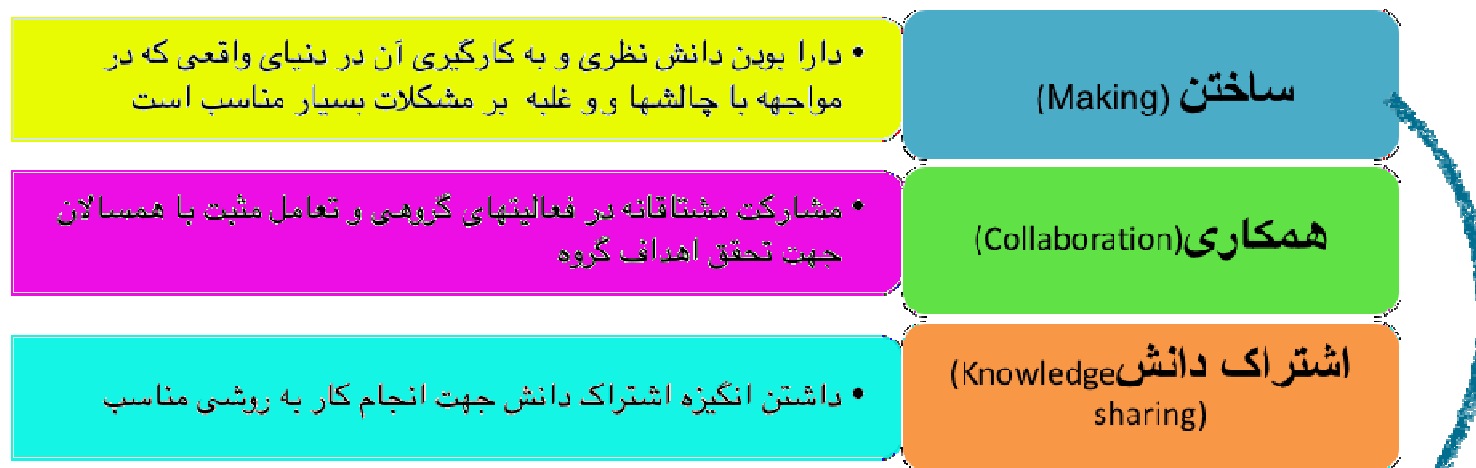 ساختن (Making)
• دارا بودن دانش نظری و به کارگیری آن در دنیای واقعی که در
مواجهه با چالشها و و غلبه بر مشکلات بسیار مناسب است
همکاری(Collaboration)
• مشارکت مشتاقانه در فعالیتهای گروهی و تعامل مثبت با همسالان
جهت تحقق اهداف گروه
اشتراک دانش(Knowledge
sharing)
• داشتن انگیزه اشتراک دانش جهت انجام کار به روشی مناسب